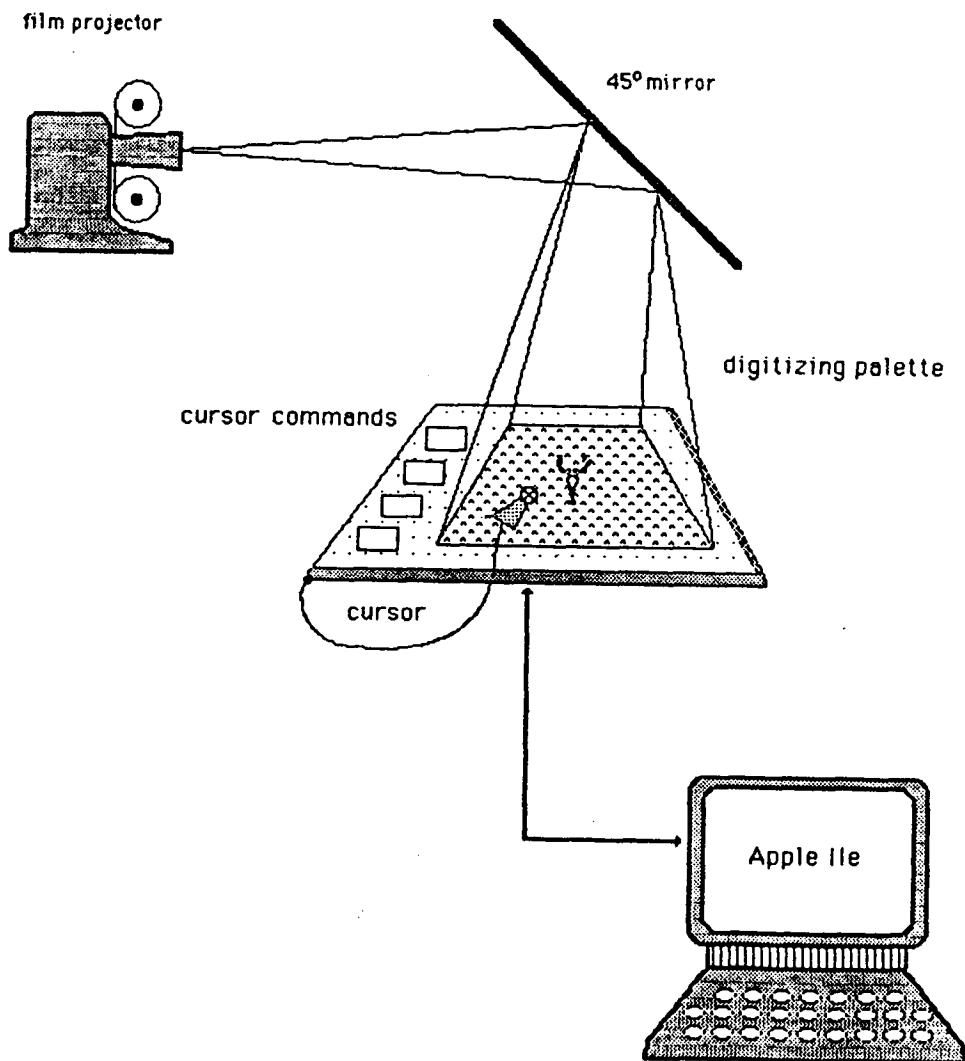 film projector
45° mirror
digitizing palette
cursor commands
cursor
Apple IIe